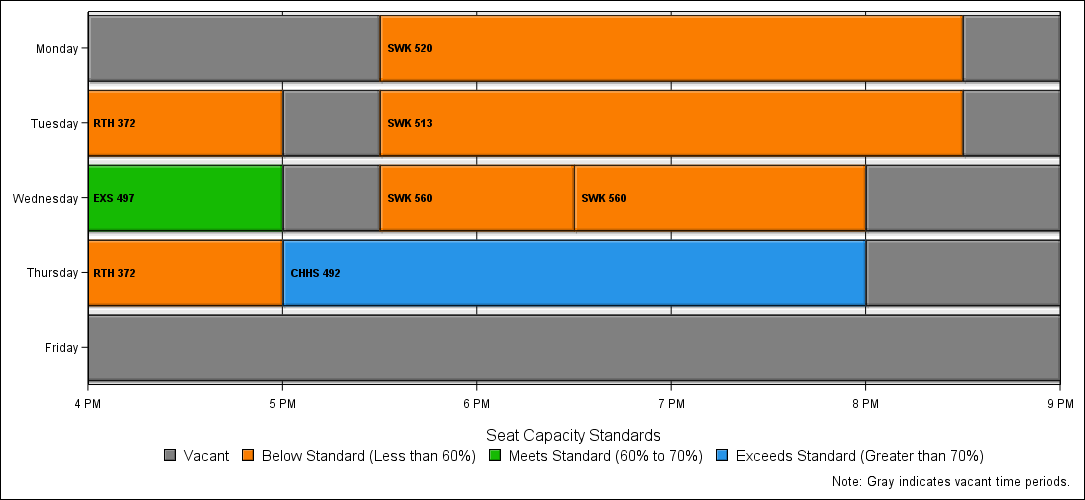 Monday
SWK 520
Tuesday
RTH 372
SWK 513
Wednesday
EXS 497
SWK 560
SWK 560
Thursday
RTH 372
CHHS 492
Friday
4 PM
5 PM
6 PM
7 PM
8 PM
9 PM
Seat Capacity Standards
Vacant
Below Standard (Less than 60%)
Meets Standard (60% to 70%)
Exceeds Standard (Greater than 70%)
Note: Gray indicates vacant time periods.